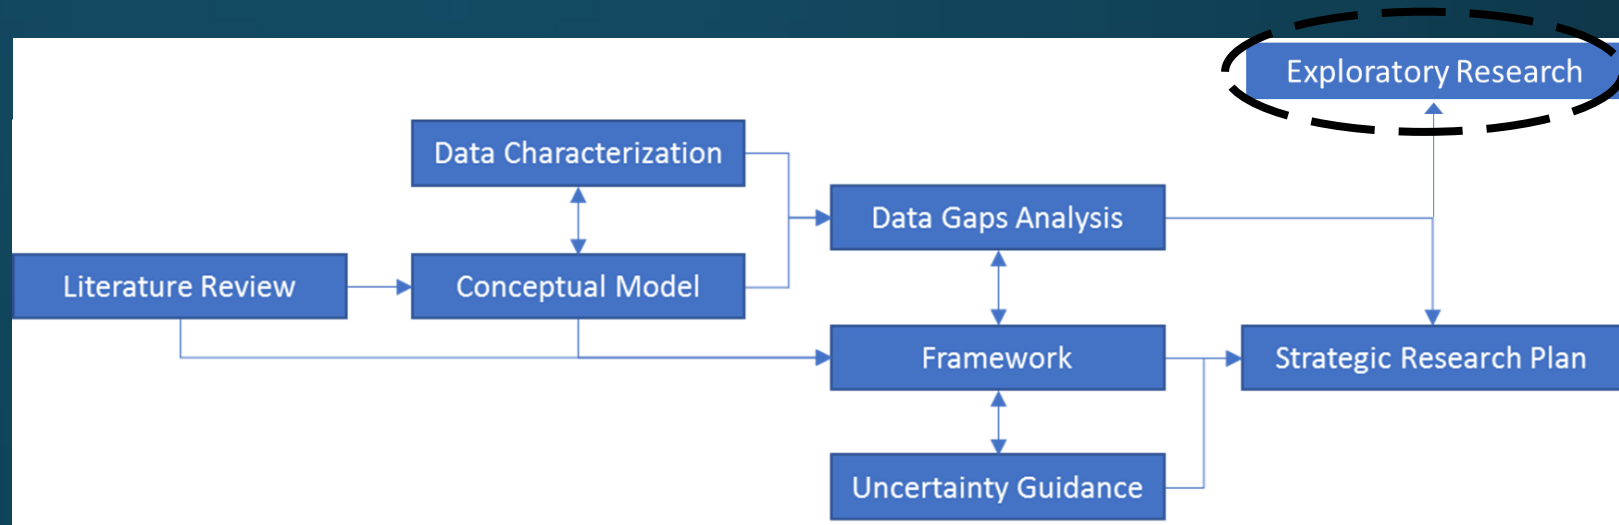 Exploratory Research
Data Characterization
Data Gaps Analysis
Literature Review
Conceptual Model
Framework
Strategic Research Plan
Uncertainty Guidance